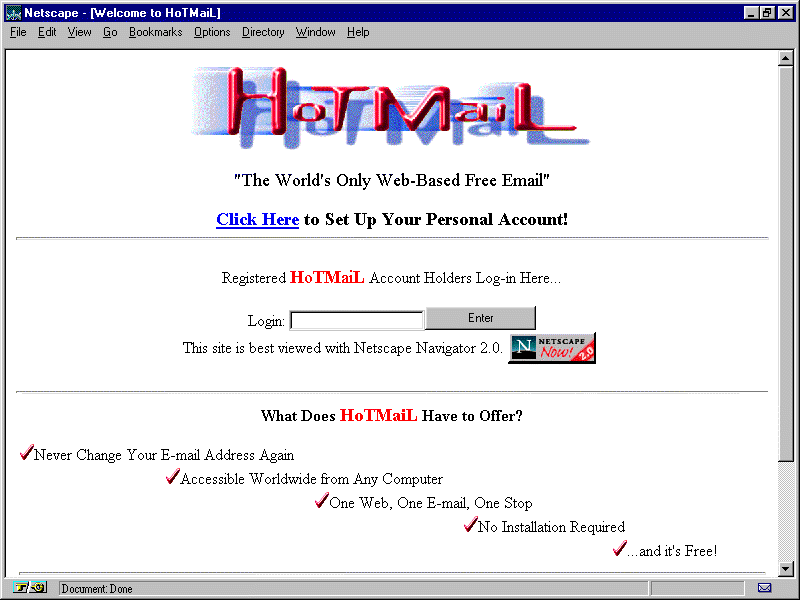 Netscape - [Welcome to HoTMaiL]
File Edit View Go Bookmarks Options Directory Window Help
HoTMaiL
"The World's Only Web-Based Free Email"
Click Here to Set Up Your Personal Account!
Registered HoTMaiL Account Holders Log-in Here...
Login: Enter
This site is best viewed with Netscape Navigator 2.0. N NETSCAPE Now! 2.0
What Does HoTMaiL Have to Offer?
Never Change Your E-mail Address Again
Accessible Worldwide from Any Computer
One Web, One E-mail, One Stop
No Installation Required
...and it's Free!
Document: Done